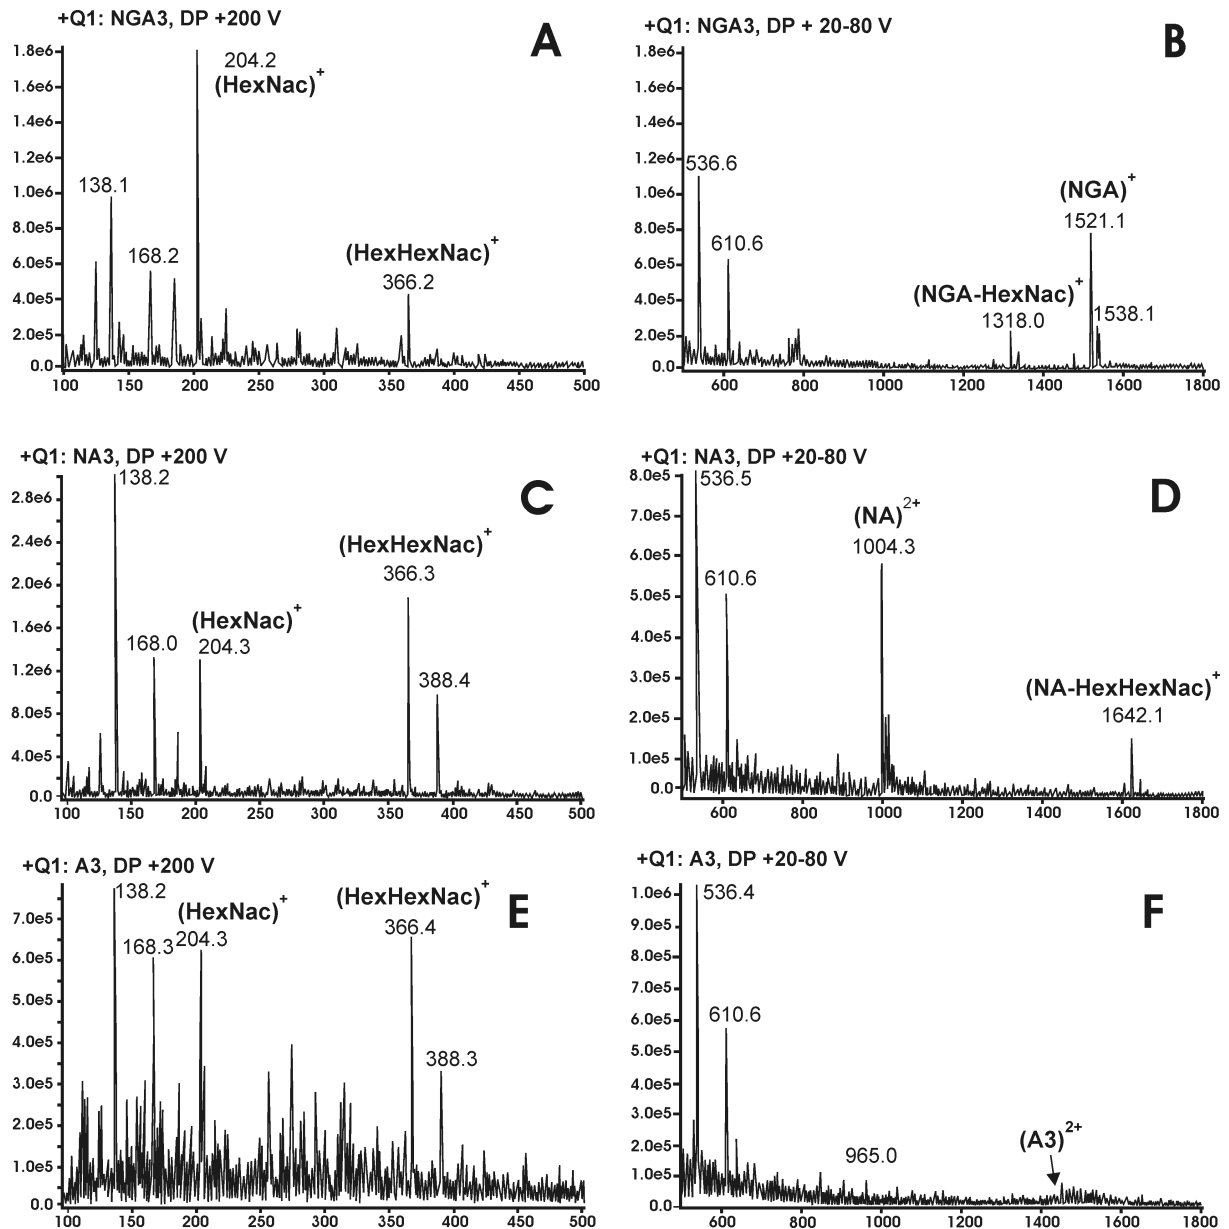 +Q1: NGA3, DP +200 V
A
1.8e6
1.6e6
1.4e6
1.2e6
1.0e6
8.0e5
6.0e5
4.0e5
2.0e5
0.0
204.2
(HexNac)+
138.1
168.2
(HexHexNac)+
366.2
100 150 200 250 300 350 400 450 500
+Q1: NGA3, DP + 20-80 V
B
1.8e6
1.6e6
1.4e6
1.2e6
1.0e6
8.0e5
6.0e5
4.0e5
2.0e5
0.0
536.6
610.6
(NGA)+
1521.1
(NGA-HexNac)+
1318.0
1538.1
600 800 1000 1200 1400 1600 1800
+Q1: NA3, DP +200 V
C
2.8e6
2.4e6
2.0e6
1.6e6
1.2e6
8.0e5
4.0e5
0.0
138.2
168.0
(HexNac)+
204.3
(HexHexNac)+
366.3
388.4
100 150 200 250 300 350 400 450 500
+Q1: NA3, DP +20-80 V
D
8.0e5
7.0e5
6.0e5
5.0e5
4.0e5
3.0e5
2.0e5
1.0e5
0.0
536.5
610.6
(NA)2+
1004.3
(NA-HexHexNac)+
1642.1
600 800 1000 1200 1400 1600 1800
+Q1: A3, DP +200 V
E
7.0e5
6.0e5
5.0e5
4.0e5
3.0e5
2.0e5
1.0e5
0.0
138.2
168.3
(HexNac)+
204.3
(HexHexNac)+
366.4
388.3
100 150 200 250 300 350 400 450 500
+Q1: A3, DP +20-80 V
F
1.0e6
9.0e5
8.0e5
7.0e5
6.0e5
5.0e5
4.0e5
3.0e5
2.0e5
1.0e5
0.0
536.4
610.6
965.0
(A3)2+
600 800 1000 1200 1400 1600 1800